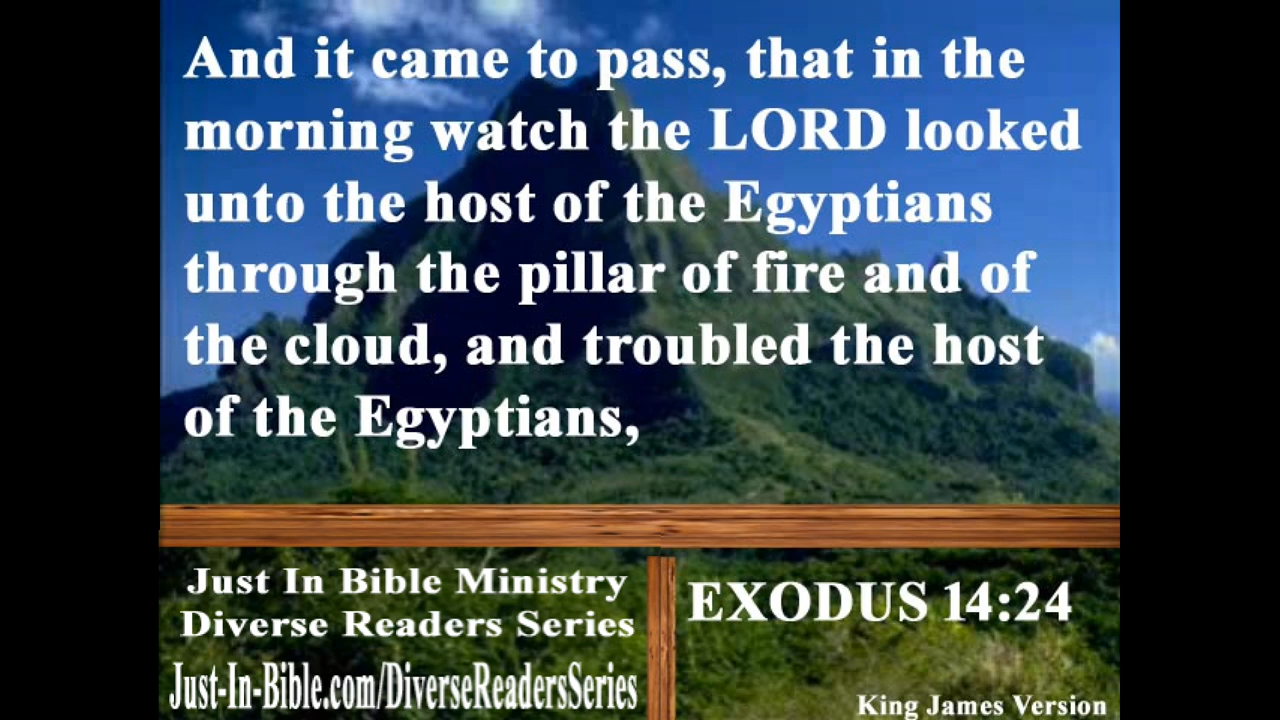 And it came to pass, that in the
morning watch the LORD looked
unto the host of the Egyptians
through the pillar of fire and of
the cloud, and troubled the host
of the Egyptians,
Just In Bible Ministry
Diverse Readers Series
Just-In-Bible.com/DiverseReadersSeries
EXODUS 14:24
King James Version